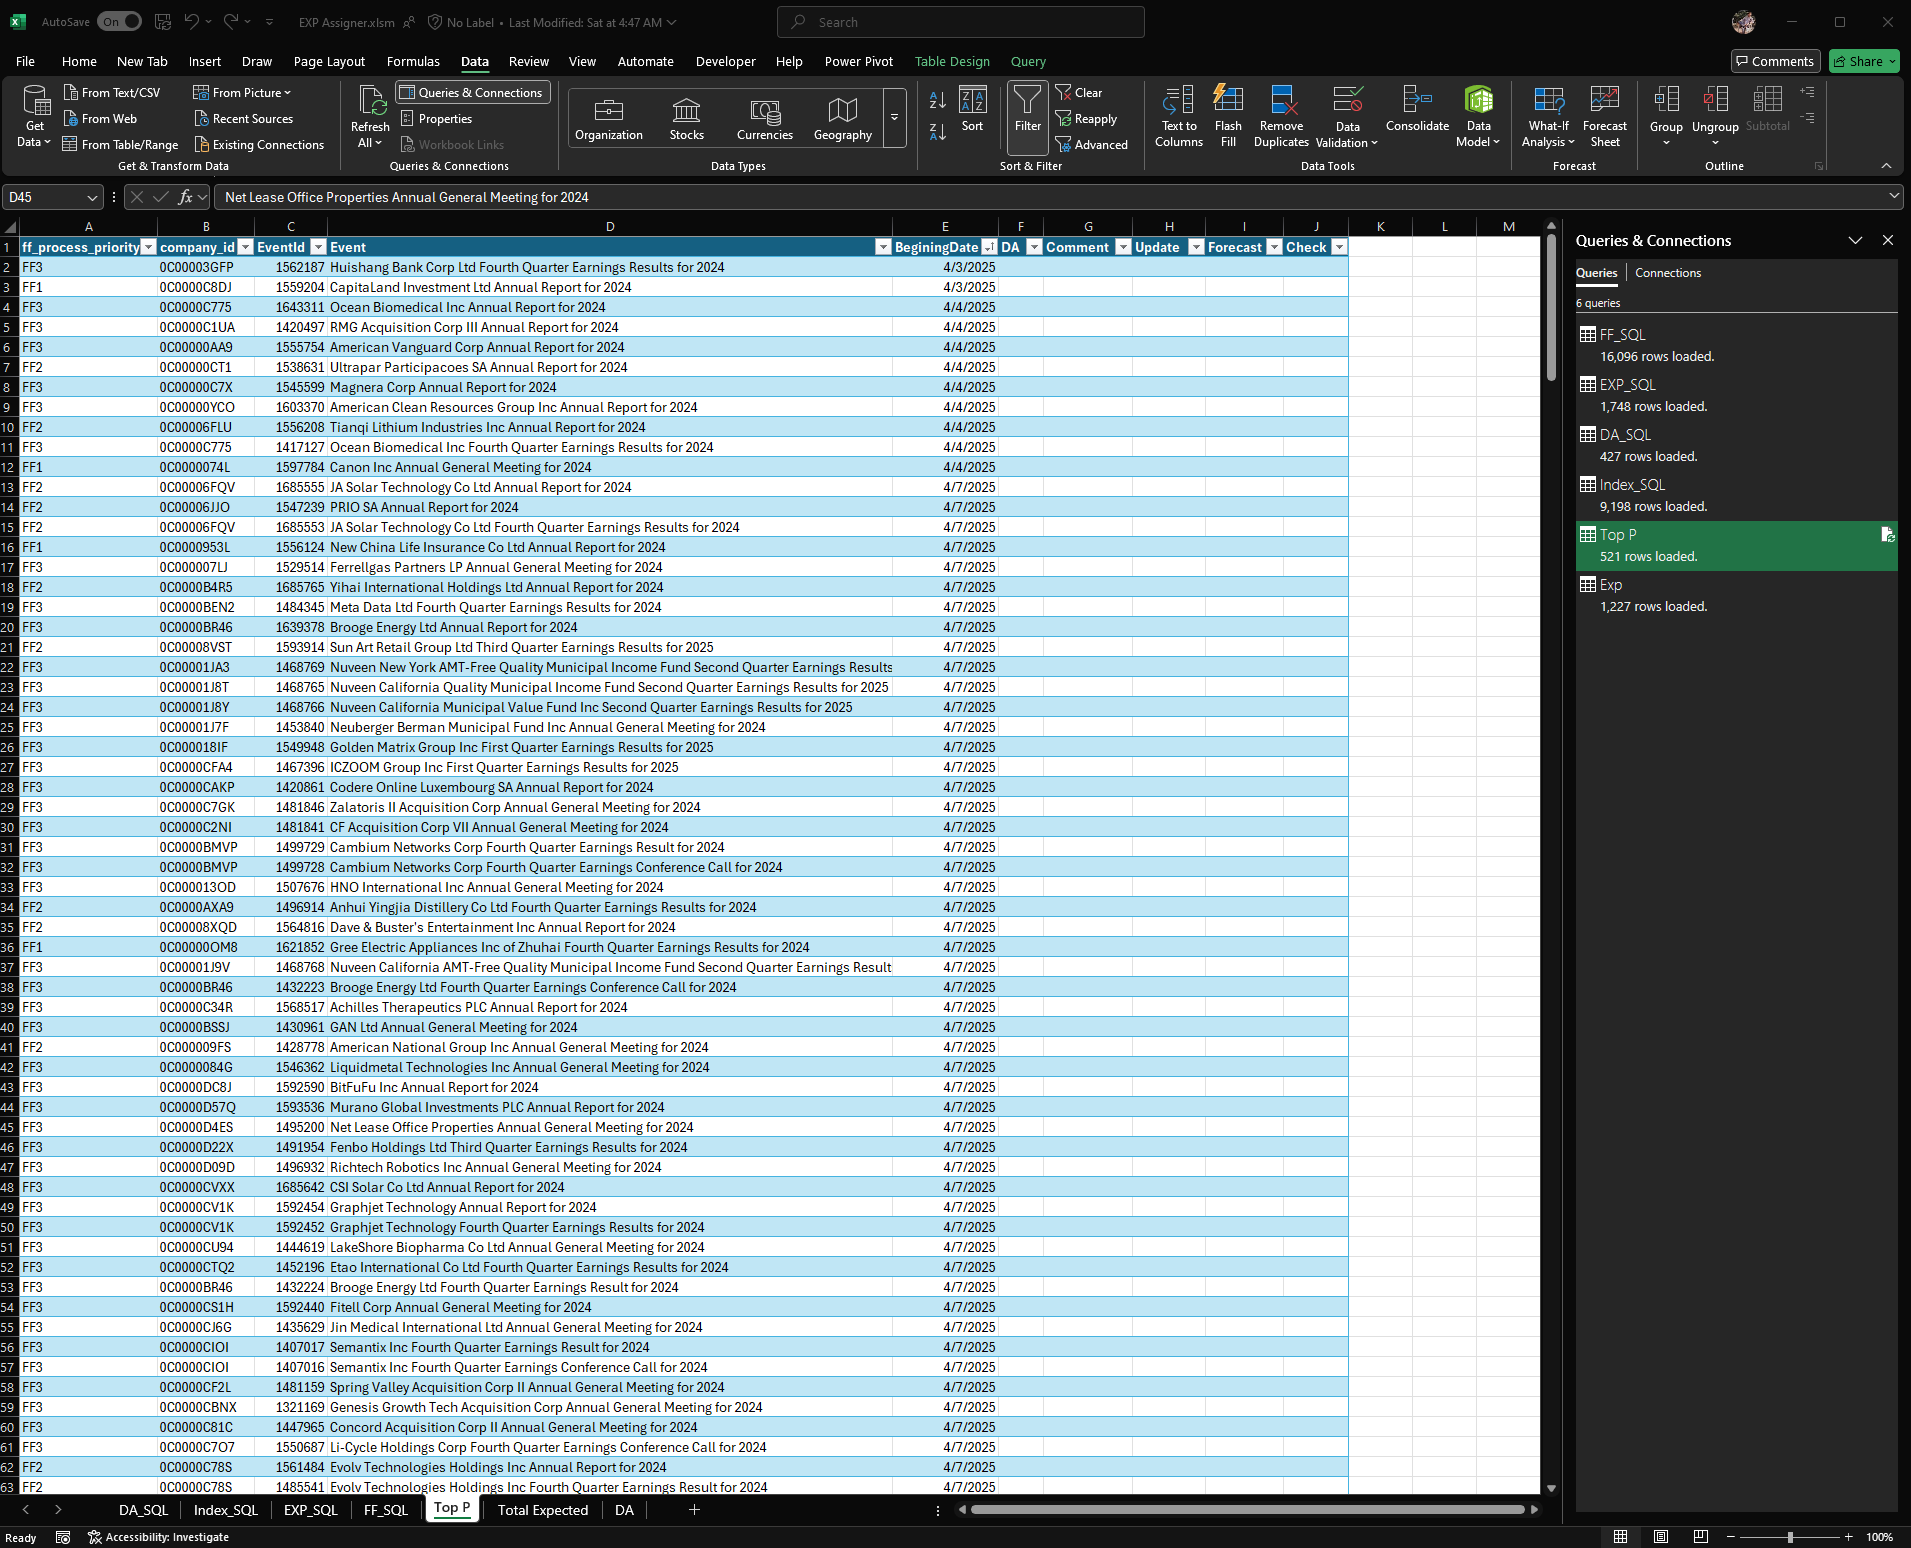 AutoSave On EXP Assigner.xlsm No Label • Last Modified: Sat at 4:47 AM Search
File Home New Tab Insert Draw Page Layout Formulas Data Review View Automate Developer Help Power Pivot Table Design Query Comments Share
Get Data From Text/CSV From Web From Table/Range From Picture Recent Sources Existing Connections
Get & Transform Data
Refresh All Queries & Connections Properties Workbook Links
Queries & Connections
Organization Stocks Currencies Geography
Data Types
Sort Filter Clear Reapply Advanced
Sort & Filter
Text to Columns Flash Fill Remove Duplicates Data Validation Consolidate Data Model
Data Tools
What-If Analysis Forecast Sheet
Forecast
Group Ungroup Subtotal
Outline
D45 fx Net Lease Office Properties Annual General Meeting for 2024
A B C D E F G H I J K L M
1 ff_process_priority company_id EventId Event BeginingDate DA Comment Update Forecast Check
2 FF3 0C00003GFP 1562187 Huishang Bank Corp Ltd Fourth Quarter Earnings Results for 2024 4/3/2025
3 FF1 0C0000C8DJ 1559204 CapitaLand Investment Ltd Annual Report for 2024 4/3/2025
4 FF3 0C0000C775 1643311 Ocean Biomedical Inc Annual Report for 2024 4/4/2025
5 FF3 0C0000C1UA 1420497 RMG Acquisition Corp III Annual Report for 2024 4/4/2025
6 FF3 0C00000AA9 1555754 American Vanguard Corp Annual Report for 2024 4/4/2025
7 FF2 0C00000CT1 1538631 Ultrapar Participacoes SA Annual Report for 2024 4/4/2025
8 FF3 0C00000C7X 1545599 Magnera Corp Annual Report for 2024 4/4/2025
9 FF3 0C00000YCO 1603370 American Clean Resources Group Inc Annual Report for 2024 4/4/2025
10 FF2 0C00006FLU 1556208 Tianqi Lithium Industries Inc Annual Report for 2024 4/4/2025
11 FF3 0C0000C775 1417127 Ocean Biomedical Inc Fourth Quarter Earnings Results for 2024 4/4/2025
12 FF1 0C0000074L 1597784 Canon Inc Annual General Meeting for 2024 4/4/2025
13 FF2 0C00006FQV 1685555 JA Solar Technology Co Ltd Annual Report for 2024 4/7/2025
14 FF2 0C00006JJO 1547239 PRIO SA Annual Report for 2024 4/7/2025
15 FF2 0C00006FQV 1685553 JA Solar Technology Co Ltd Fourth Quarter Earnings Results for 2024 4/7/2025
16 FF1 0C0000953L 1556124 New China Life Insurance Co Ltd Annual Report for 2024 4/7/2025
17 FF3 0C000007LJ 1529514 Ferrellgas Partners LP Annual General Meeting for 2024 4/7/2025
18 FF2 0C0000B4R5 1685765 Yihai International Holdings Ltd Annual Report for 2024 4/7/2025
19 FF3 0C0000BEN2 1484345 Meta Data Ltd Fourth Quarter Earnings Results for 2024 4/7/2025
20 FF3 0C0000BR46 1639378 Brooge Energy Ltd Annual Report for 2024 4/7/2025
21 FF2 0C00008VST 1593914 Sun Art Retail Group Ltd Third Quarter Earnings Results for 2025 4/7/2025
22 FF3 0C00001JA3 1468769 Nuveen New York AMT-Free Quality Municipal Income Fund Second Quarter Earnings Results 4/7/2025
23 FF3 0C00001J8T 1468765 Nuveen California Quality Municipal Income Fund Second Quarter Earnings Results for 2025 4/7/2025
24 FF3 0C00001J8Y 1468766 Nuveen California Municipal Value Fund Inc Second Quarter Earnings Results for 2025 4/7/2025
25 FF3 0C00001J7F 1453840 Neuberger Berman Municipal Fund Inc Annual General Meeting for 2024 4/7/2025
26 FF3 0C000018IF 1549948 Golden Matrix Group Inc First Quarter Earnings Results for 2025 4/7/2025
27 FF3 0C0000CFA4 1467396 ICZOOM Group Inc First Quarter Earnings Results for 2025 4/7/2025
28 FF3 0C0000CAKP 1420861 Codere Online Luxembourg SA Annual Report for 2024 4/7/2025
29 FF3 0C0000C7GK 1481846 Zalatoris II Acquisition Corp Annual General Meeting for 2024 4/7/2025
30 FF3 0C0000C2NI 1481841 CF Acquisition Corp VII Annual General Meeting for 2024 4/7/2025
31 FF3 0C0000BMVP 1499729 Cambium Networks Corp Fourth Quarter Earnings Result for 2024 4/7/2025
32 FF3 0C0000BMVP 1499728 Cambium Networks Corp Fourth Quarter Earnings Conference Call for 2024 4/7/2025
33 FF3 0C000013OD 1507676 HNO International Inc Annual General Meeting for 2024 4/7/2025
34 FF2 0C0000AXA9 1496914 Anhui Yingjia Distillery Co Ltd Fourth Quarter Earnings Results for 2024 4/7/2025
35 FF2 0C00008XQD 1564816 Dave & Buster's Entertainment Inc Annual Report for 2024 4/7/2025
36 FF1 0C00000OM8 1621852 Gree Electric Appliances Inc of Zhuhai Fourth Quarter Earnings Results for 2024 4/7/2025
37 FF3 0C00001J9V 1468768 Nuveen California AMT-Free Quality Municipal Income Fund Second Quarter Earnings Result 4/7/2025
38 FF3 0C0000BR46 1432223 Brooge Energy Ltd Fourth Quarter Earnings Conference Call for 2024 4/7/2025
39 FF3 0C0000C34R 1568517 Achilles Therapeutics PLC Annual Report for 2024 4/7/2025
40 FF3 0C0000BSSJ 1430961 GAN Ltd Annual General Meeting for 2024 4/7/2025
41 FF2 0C000009FS 1428778 American National Group Inc Annual General Meeting for 2024 4/7/2025
42 FF3 0C0000084G 1546362 Liquidmetal Technologies Inc Annual General Meeting for 2024 4/7/2025
43 FF3 0C0000DC8J 1592590 BitFuFu Inc Annual Report for 2024 4/7/2025
44 FF3 0C0000D57Q 1593536 Murano Global Investments PLC Annual Report for 2024 4/7/2025
45 FF3 0C0000D4ES 1495200 Net Lease Office Properties Annual General Meeting for 2024 4/7/2025
46 FF3 0C0000D22X 1491954 Fenbo Holdings Ltd Third Quarter Earnings Results for 2024 4/7/2025
47 FF3 0C0000D09D 1496932 Richtech Robotics Inc Annual General Meeting for 2024 4/7/2025
48 FF3 0C0000CVXX 1685642 CSI Solar Co Ltd Annual Report for 2024 4/7/2025
49 FF3 0C0000CV1K 1592454 Graphjet Technology Annual Report for 2024 4/7/2025
50 FF3 0C0000CV1K 1592452 Graphjet Technology Fourth Quarter Earnings Results for 2024 4/7/2025
51 FF3 0C0000CU94 1444619 LakeShore Biopharma Co Ltd Annual General Meeting for 2024 4/7/2025
52 FF3 0C0000CTQ2 1452196 Etao International Co Ltd Fourth Quarter Earnings Results for 2024 4/7/2025
53 FF3 0C0000BR46 1432224 Brooge Energy Ltd Fourth Quarter Earnings Result for 2024 4/7/2025
54 FF3 0C0000CS1H 1592440 Fitell Corp Annual General Meeting for 2024 4/7/2025
55 FF3 0C0000CJ6G 1435629 Jin Medical International Ltd Annual General Meeting for 2024 4/7/2025
56 FF3 0C0000CIOI 1407017 Semantix Inc Fourth Quarter Earnings Result for 2024 4/7/2025
57 FF3 0C0000CIOI 1407016 Semantix Inc Fourth Quarter Earnings Conference Call for 2024 4/7/2025
58 FF3 0C0000CF2L 1481159 Spring Valley Acquisition Corp II Annual General Meeting for 2024 4/7/2025
59 FF3 0C0000CBNX 1321169 Genesis Growth Tech Acquisition Corp Annual General Meeting for 2024 4/7/2025
60 FF3 0C0000C81C 1447965 Concord Acquisition Corp II Annual General Meeting for 2024 4/7/2025
61 FF3 0C0000C7O7 1550687 Li-Cycle Holdings Corp Fourth Quarter Earnings Conference Call for 2024 4/7/2025
62 FF2 0C0000C78S 1561484 Evolv Technologies Holdings Inc Annual Report for 2024 4/7/2025
63 FF2 0C0000C78S 1485541 Evolv Technologies Holdings Inc Fourth Quarter Earnings Result for 2024 4/7/2025
Queries & Connections
Queries Connections
6 queries
FF_SQL
16,096 rows loaded.
EXP_SQL
1,748 rows loaded.
DA_SQL
427 rows loaded.
Index_SQL
9,198 rows loaded.
Top P
521 rows loaded.
Exp
1,227 rows loaded.
DA_SQL Index_SQL EXP_SQL FF_SQL Top P Total Expected DA
Ready Accessibility: Investigate 100%